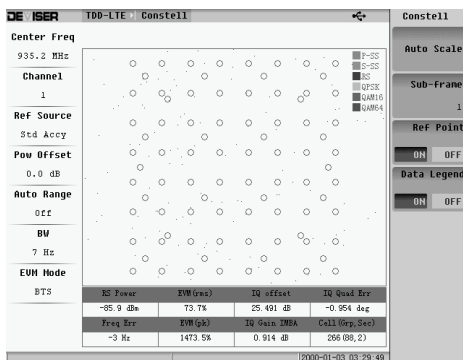 DEVISER TDD-LTE Constell Constell
Center Freq
935.2 MHz
Channel
1
Ref Source
Std Accy
Pow Offset
0.0 dB
Auto Range
Off
BW
7 Hz
EVM Mode
BTS
P-SS
S-SS
RS
QPSK
QAM16
QAM64
RS Power EVM(rms) IQ offset IQ Quad Err
-85.9 dBm 73.7% 25.491 dB -0.954 deg
Freq Err EVM(pk) IQ Gain IMBA Cell(Grp,Sec)
-3 Hz 1473.5% 0.914 dB 266(88,2)
2000-01-03 03:29:49
Auto Scale
Sub-frame
1
Ref Point
ON OFF
Data Legend
ON OFF